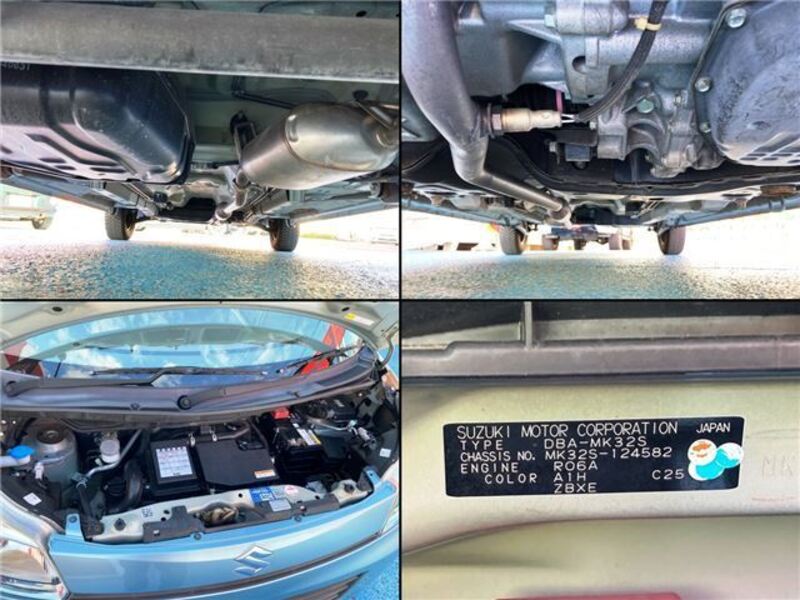 SUZUKI MOTOR CORPORATION JAPAN
TYPE DBA-MK32S
CHASSIS NO. MK32S-124582
ENGINE R06A
COLOR A1H C25
ZBXE